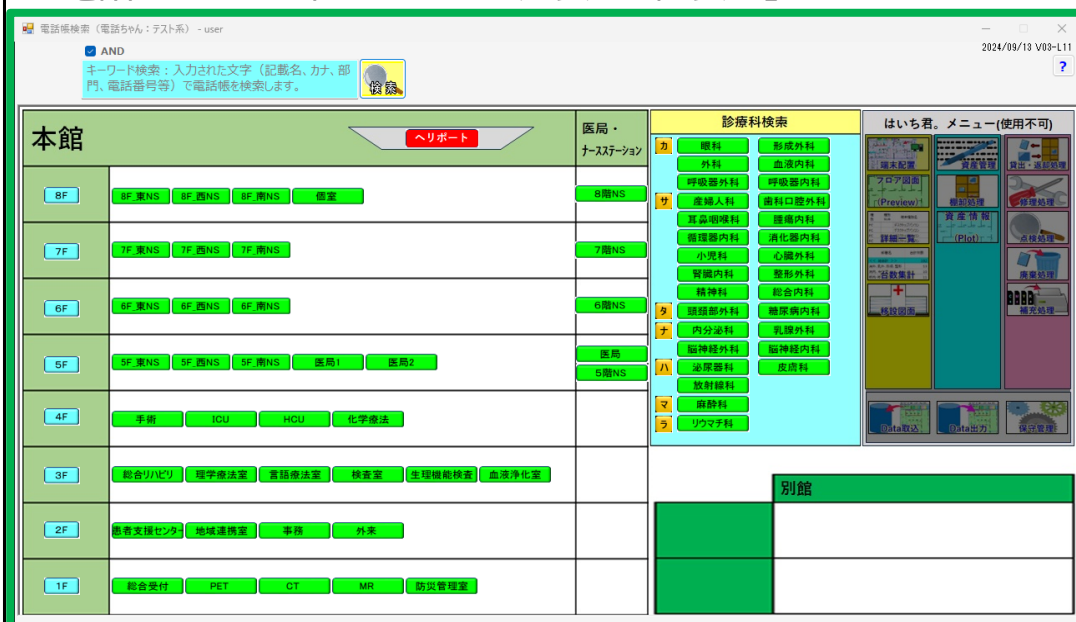 電話帳検索（電話ちゃん：テスト系） - user
2024/09/13 V03-L11
AND
?
キーワード検索：入力された文字（記載名、カナ、部
門、電話番号等）で電話帳を検索します。
検索
本館
ヘリポート
医局・
ナースステーション
8F
8F_東NS 8F_西NS 8F_南NS 個室
8階NS
7F
7F_東NS 7F_西NS 7F_南NS
7階NS
6F
6F_東NS 6F_西NS 6F_南NS
6階NS
5F
5F_東NS 5F_西NS 5F_南NS 医局1 医局2
医局
5階NS
4F
手術 ICU HCU 化学療法
3F
総合リハビリ 理学療法室 言語療法室 検査室 生理機能検査 血液浄化室
2F
患者支援センター 地域連携室 事務 外来
1F
総合受付 PET CT MR 防災管理室
診療科検索
カ 眼科 形成外科
外科 血液内科
呼吸器外科 呼吸器内科
サ 産婦人科 歯科口腔外科
耳鼻咽喉科 腫瘍内科
循環器内科 消化器内科
小児科 心臓外科
腎臓内科 整形外科
精神科 総合内科
タ 頭頸部外科 糖尿病内科
ナ 内分泌科 乳腺外科
脳神経外科 脳神経内科
ハ 泌尿器科 皮膚科
放射線科
マ 麻酔科
ラ リウマチ科
はいち君。メニュー(使用不可)
端末配置 資産管理 貸出・返却処理
フロア図面
(Preview) 棚卸処理 修理処理
資産情報
詳細一覧 (Plot) 点検処理
台数集計 廃棄処理
残設図面 補充処理
Data取込 Data出力 保守管理
別館